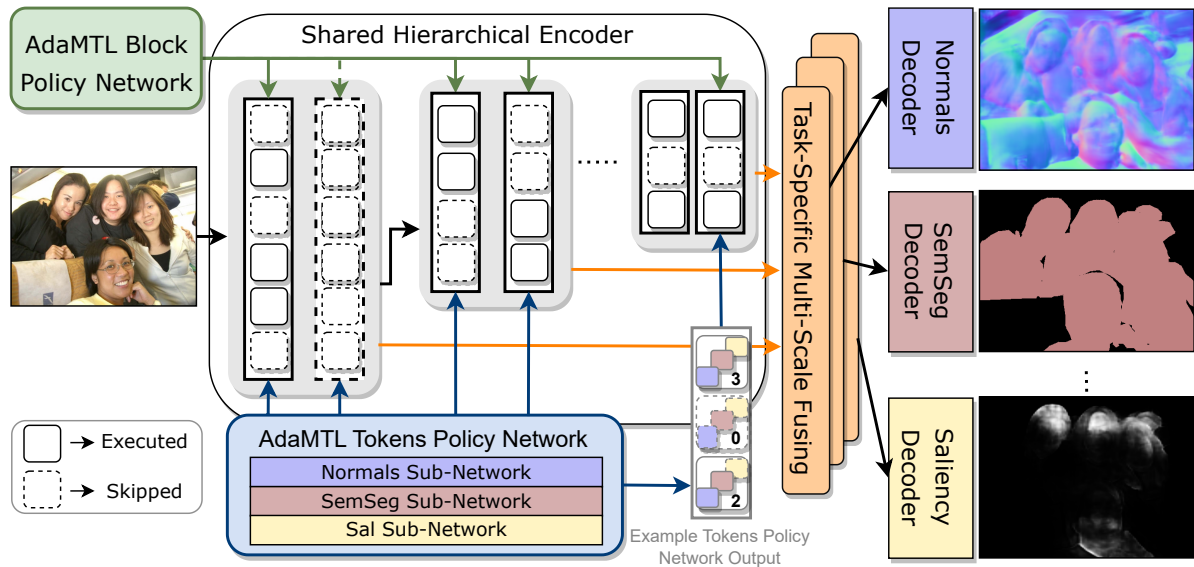 AdaMTL Block
Policy Network
Shared Hierarchical Encoder
.....
Task-Specific Multi-Scale Fusing
Normals
Decoder
SemSeg
Decoder
...
Saliency
Decoder
Executed
Skipped
AdaMTL Tokens Policy Network
Normals Sub-Network
SemSeg Sub-Network
Sal Sub-Network
3
0
2
Example Tokens Policy
Network Output